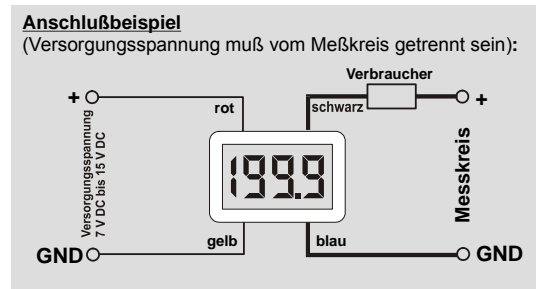 Anschlußbeispiel
(Versorgungsspannung muß vom Meßkreis getrennt sein):
Verbraucher
+
rot
schwarz
+
Versorgungsspannung
7 V DC bis 15 V DC
199.9
Messkreis
gelb
blau
GND
GND